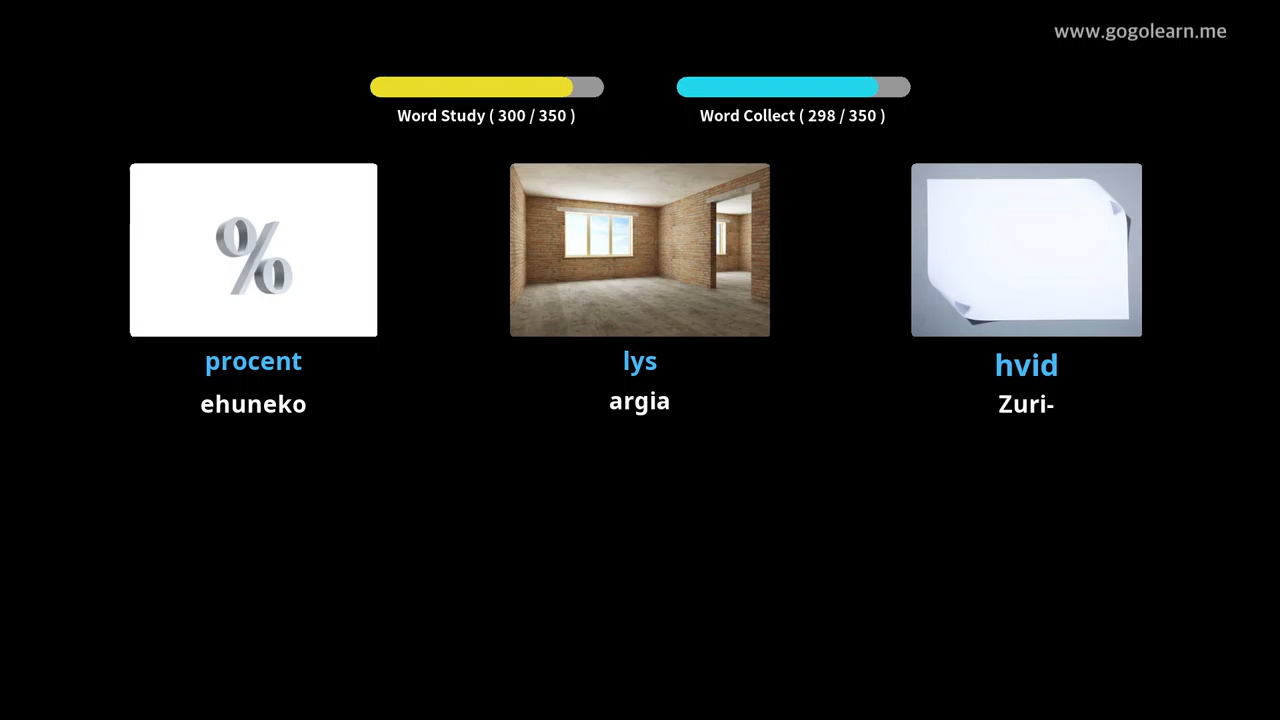 www.gogolearn.me
Word Study ( 300 / 350 )
Word Collect ( 298 / 350 )
%
procent
lys
hvid
ehuneko
argia
Zuri-